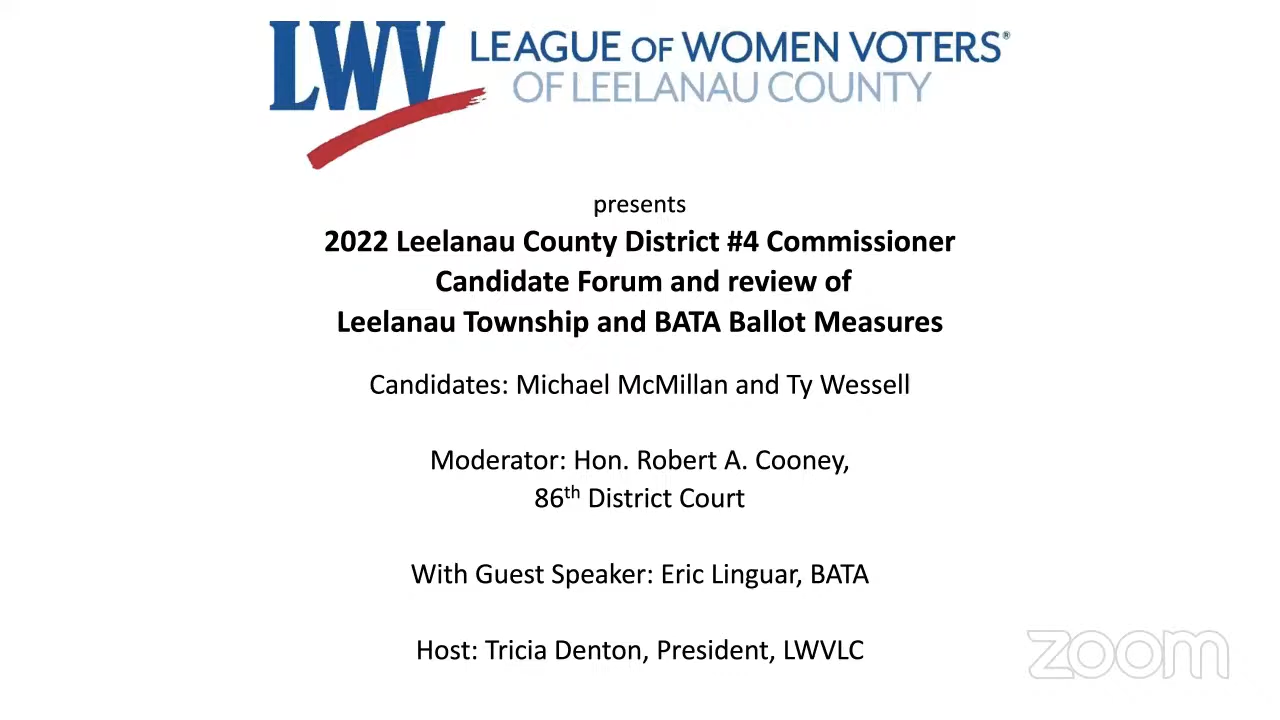 LWV LEAGUE OF WOMEN VOTERS®
OF LEELANAU COUNTY
presents
2022 Leelanau County District #4 Commissioner
Candidate Forum and review of
Leelanau Township and BATA Ballot Measures
Candidates: Michael McMillan and Ty Wessell
Moderator: Hon. Robert A. Cooney,
86th District Court
With Guest Speaker: Eric Linguar, BATA
Host: Tricia Denton, President, LWVLC
zoom